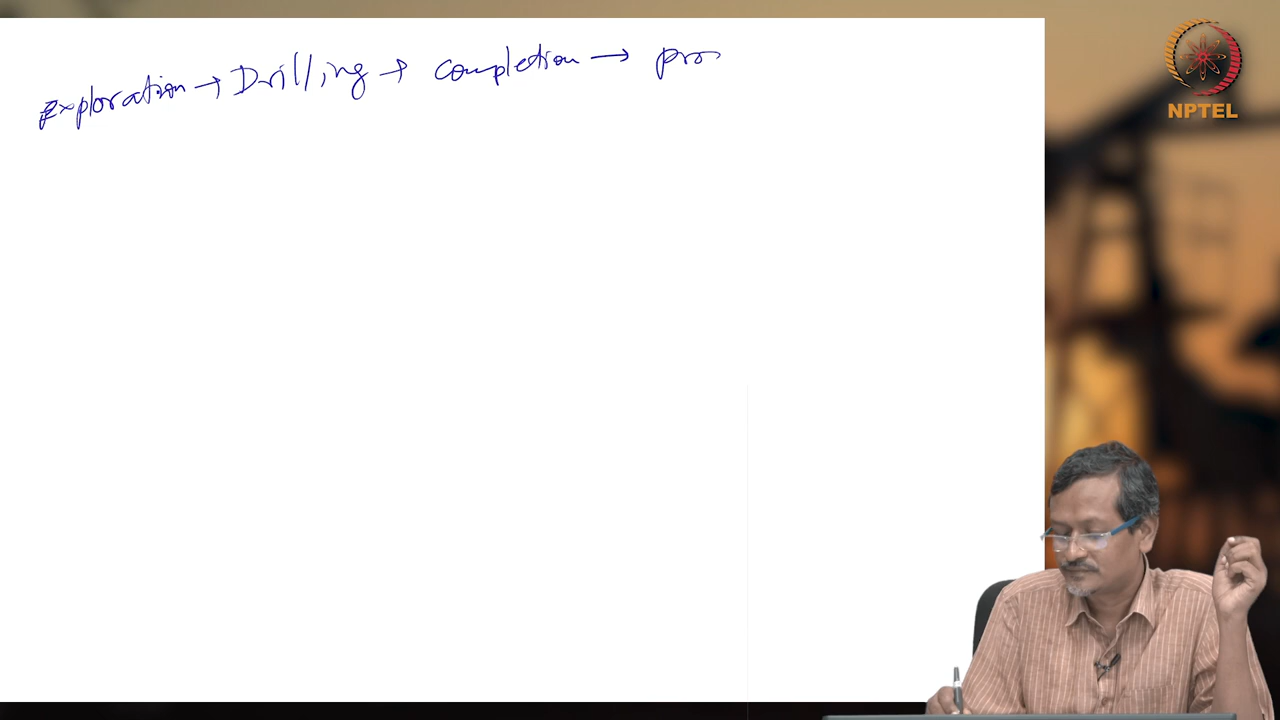 Exploration → Drilling → completion → pro
NPTEL